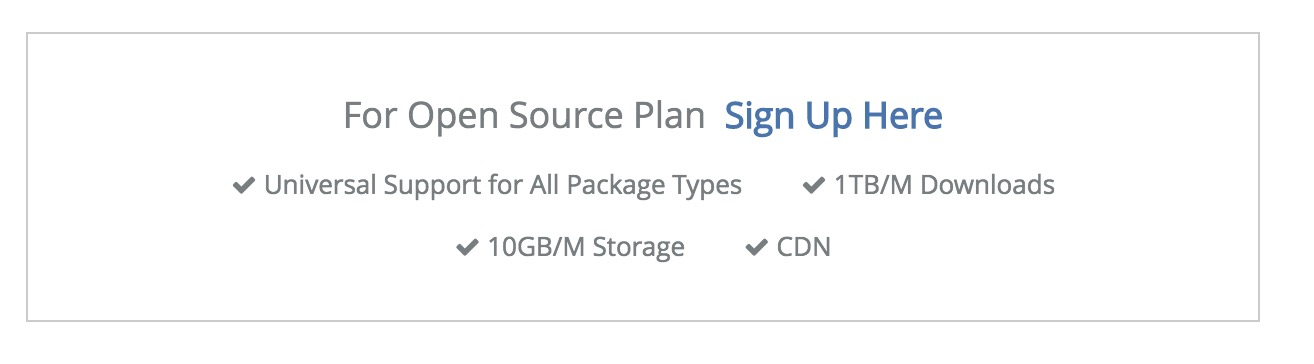 For Open Source Plan Sign Up Here
✔ Universal Support for All Package Types ✔ 1TB/M Downloads
✔ 10GB/M Storage ✔ CDN